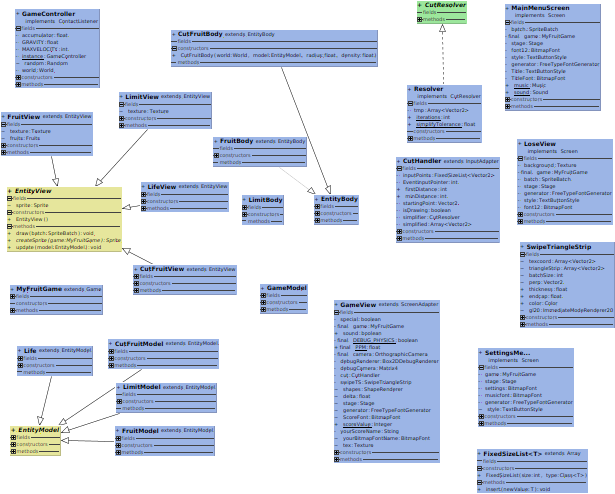 GameController
implements ContactListener
fields
accumulator: float
GRAVITY: float
MAXVELOCITY: int
instance: GameController
random: Random
world: World
constructors
methods
CutFruitBody extends EntityBody
fields
constructors
CutFruitBody(world: World, model: EntityModel, radius: float, density: float)
methods
CutResolver
fields
methods
MainMenuScreen
implements Screen
fields
batch: SpriteBatch
final game: MyFruitGame
stage: Stage
font12: BitmapFont
style: TextButtonStyle
generator: FreeTypeFontGenerator
Title: TextButtonStyle
TitleFont: BitmapFont
music: Music
sound: Sound
constructors
methods
Resolver
implements CutResolver
fields
tmp: Array<Vector2>
iterations: int
simplifyTolerance: float
constructors
methods
LimitView extends EntityView
fields
texture: Texture
constructors
methods
FruitView extends EntityView
fields
texture: Texture
fruits: Fruits
constructors
methods
FruitBody extends EntityBody
fields
constructors
methods
LoseView
implements Screen
fields
background: Texture
final game: MyFruitGame
batch: SpriteBatch
stage: Stage
generator: FreeTypeFontGenerator
style: TextButtonStyle
font12: BitmapFont
constructors
methods
CutHandler extends InputAdapter
fields
inputPoints: FixedSizeList<Vector2>
EventInputPointer: int
finitDistance: int
minDistance: int
startingPoint: Vector2
isDrawing: boolean
simplifier: CutResolver
simplified: Array<Vector2>
constructors
methods
EntityView
fields
sprite: Sprite
constructors
EntityView ()
methods
draw (batch: SpriteBatch): void
createSprite (game: MyFruitGame): Sprite
update (model: EntityModel): void
LifeView extends EntityView
fields
constructors
methods
LimitBody
fields
constructors
methods
EntityBody
fields
constructors
methods
SwipeTriangleStrip
fields
texcoord: Array<Vector2>
triangleStrip: Array<Vector2>
batchSize: int
perp: Vector2
thickness: float
endcap: float
color: Color
gl20: ImmediateModeRenderer20
constructors
methods
CutFruitView extends EntityView
fields
constructors
methods
MyFruitGame extends Game
fields
constructors
methods
GameModel
fields
constructors
methods
GameView extends ScreenAdapter
fields
special: boolean
final game: MyFruitGame
sound: boolean
final DEBUG_PHYSICS: boolean
final PPM: float
final camera: OrthographicCamera
debugRenderer: Box2DDebugRenderer
debugCamera: Matrix4
cut: CutHandler
swipeTS: SwipeTriangleStrip
shapes: ShapeRenderer
delta: float
stage: Stage
generator: FreeTypeFontGenerator
ScoreFont: BitmapFont
scoreValue: Integer
yourScoreName: String
yourBitmapFontName: BitmapFont
tex: Texture
constructors
methods
Life extends EntityModel
fields
constructors
methods
CutFruitModel extends EntityModel
fields
constructors
methods
SettingsMe...
implements Screen
fields
game: MyFruitGame
stage: Stage
settings: BitmapFont
musicfont: BitmapFont
generator: FreeTypeFontGenerator
style: TextButtonStyle
constructors
methods
LimitModel extends EntityModel
fields
constructors
methods
EntityModel
fields
constructors
methods
FruitModel extends EntityModel
fields
constructors
methods
FixedSizeList<T> extends Array
fields
constructors
FixedSizeList (size: int, type: Class<T>)
methods
insert (newValue: T): void